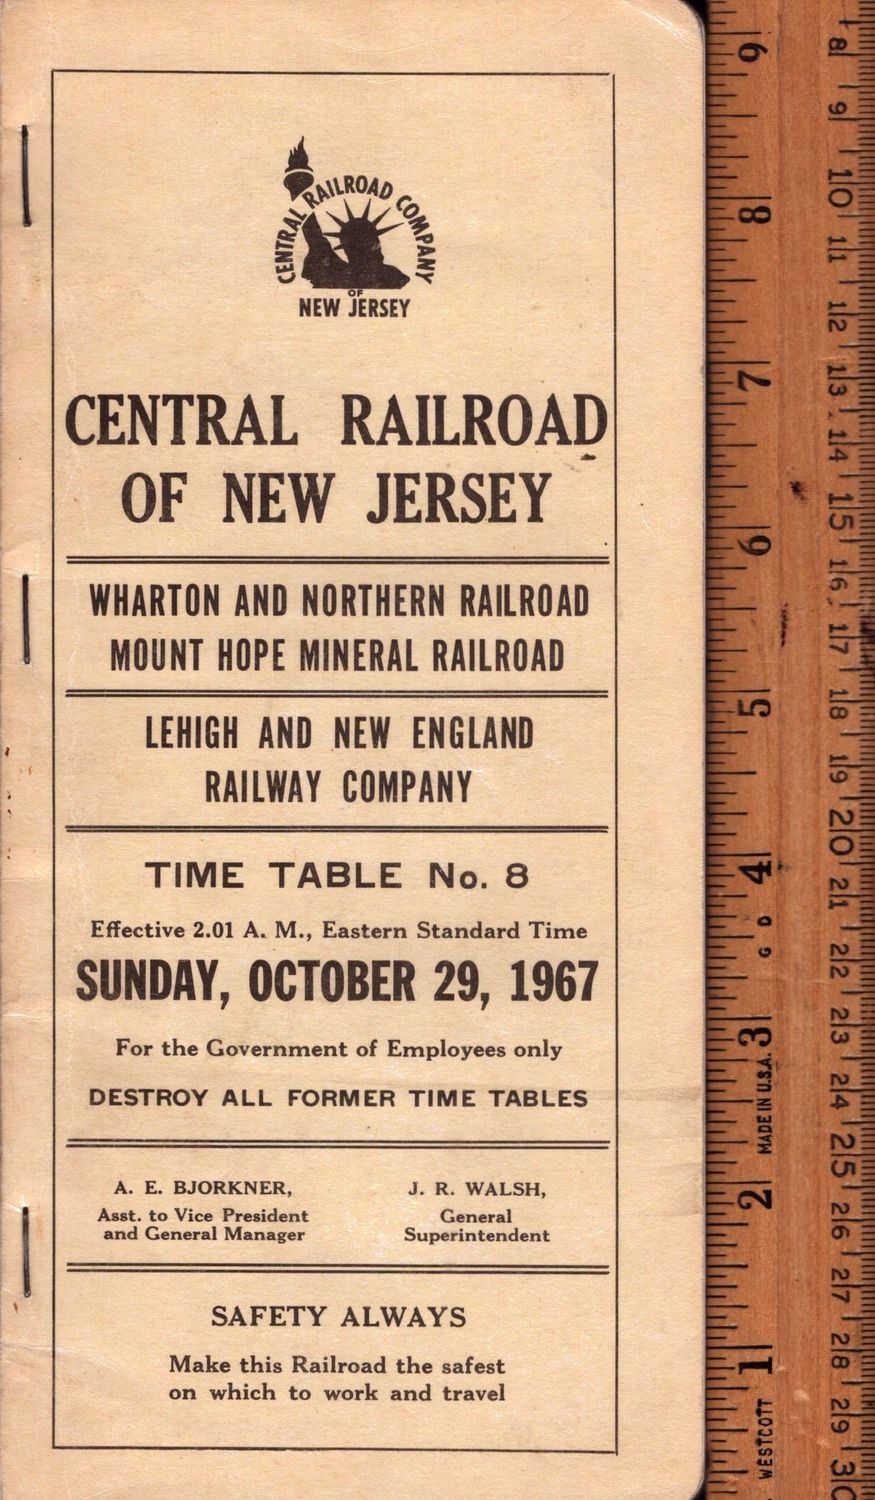 CENTRAL RAILROAD COMPANY
OF
NEW JERSEY
CENTRAL RAILROAD
OF NEW JERSEY
WHARTON AND NORTHERN RAILROAD
MOUNT HOPE MINERAL RAILROAD
LEHIGH AND NEW ENGLAND
RAILWAY COMPANY
TIME TABLE No. 8
Effective 2.01 A. M., Eastern Standard Time
SUNDAY, OCTOBER 29, 1967
For the Government of Employees only
DESTROY ALL FORMER TIME TABLES
A. E. BJORKNER,
Asst. to Vice President
and General Manager
J. R. WALSH,
General
Superintendent
SAFETY ALWAYS
Make this Railroad the safest
on which to work and travel
9 8 7 6 5 4 3 2 1
G D
MADE IN U.S.A.
WESTCOTT
8 9 10 11 12 13 14 15 16 17 18 19 20 21 22 23 24 25 26 27 28 29 30